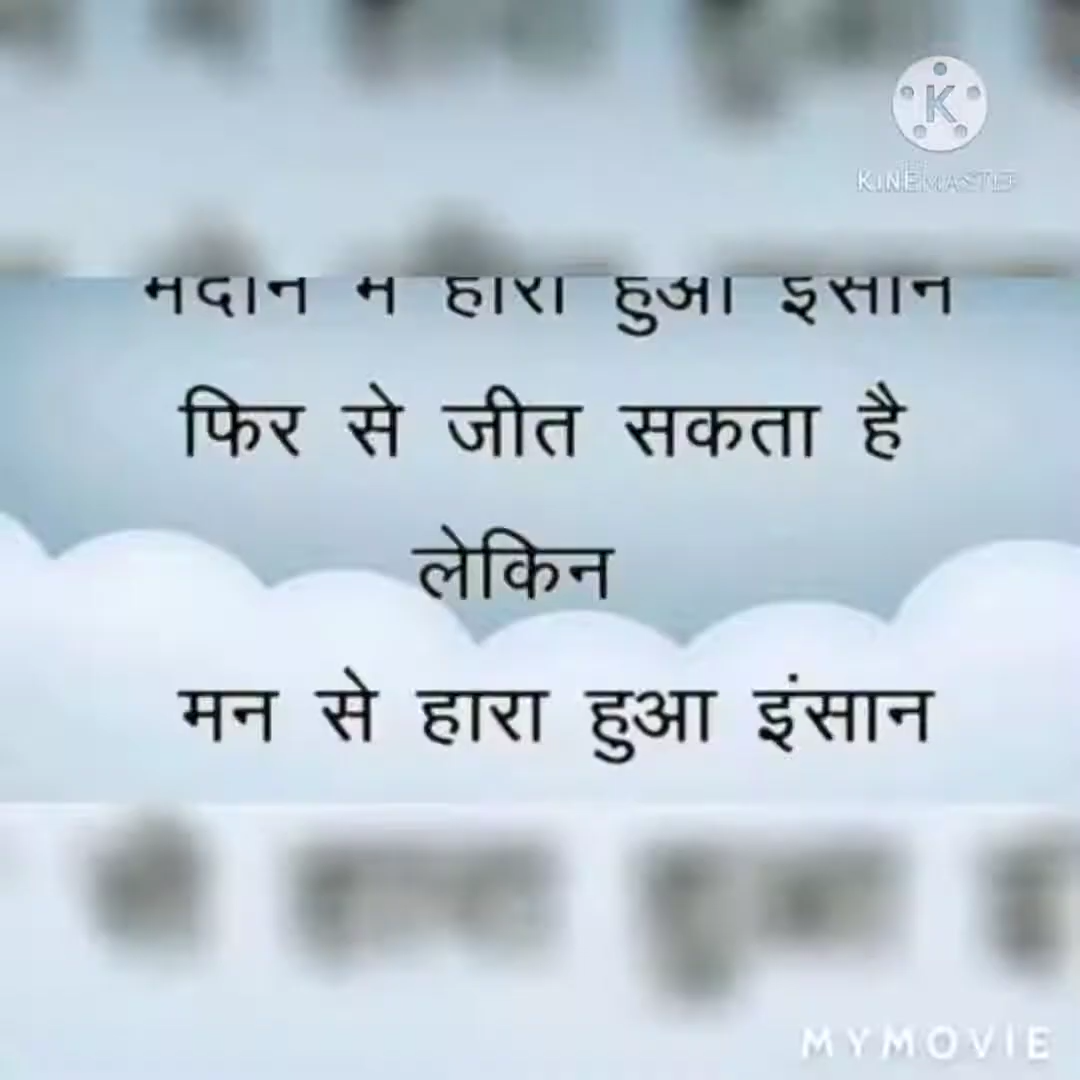 KINEMASTER
मैदान में हारा हुआ इंसान
फिर से जीत सकता है
लेकिन
मन से हारा हुआ इंसान
MYMOVIE